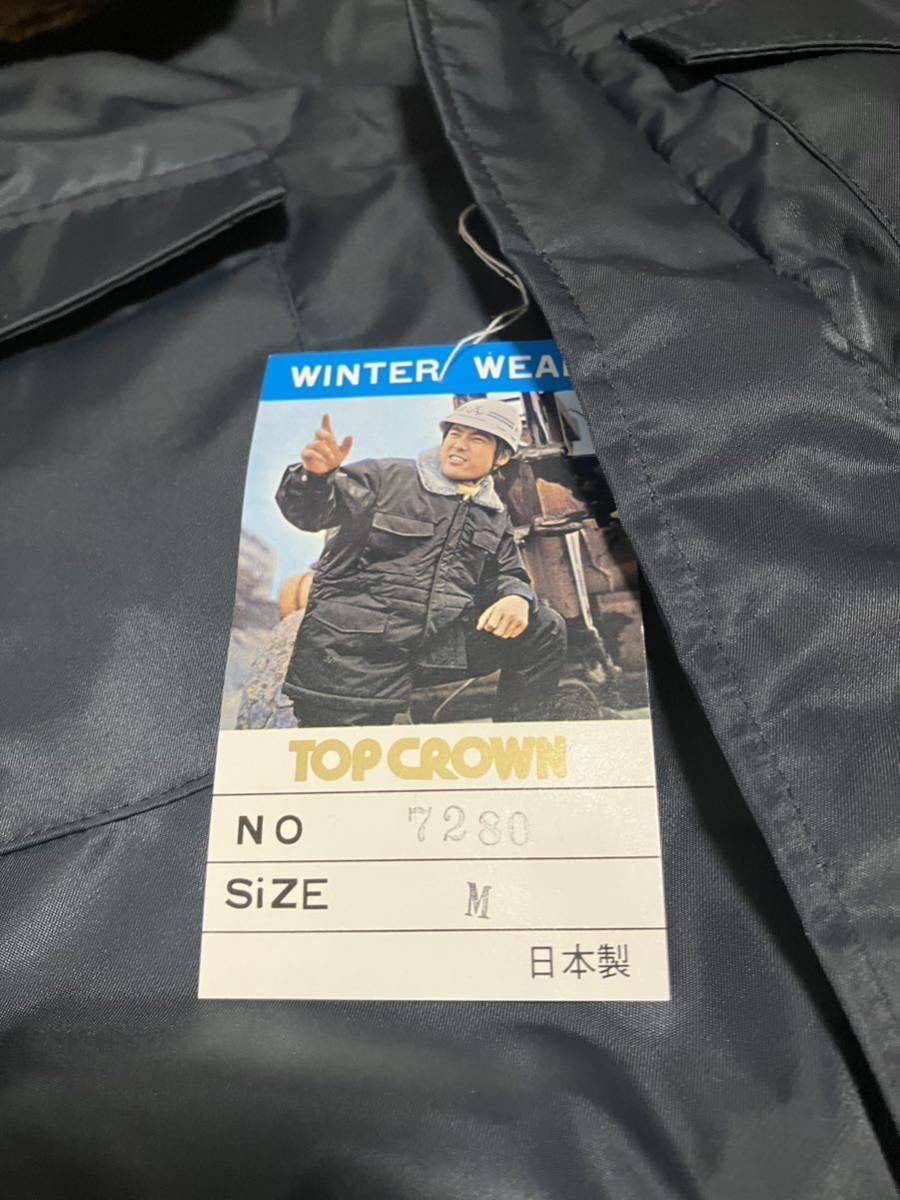 WINTER WEA
TOP CROWN
NO 7280
SiZE M
日本製